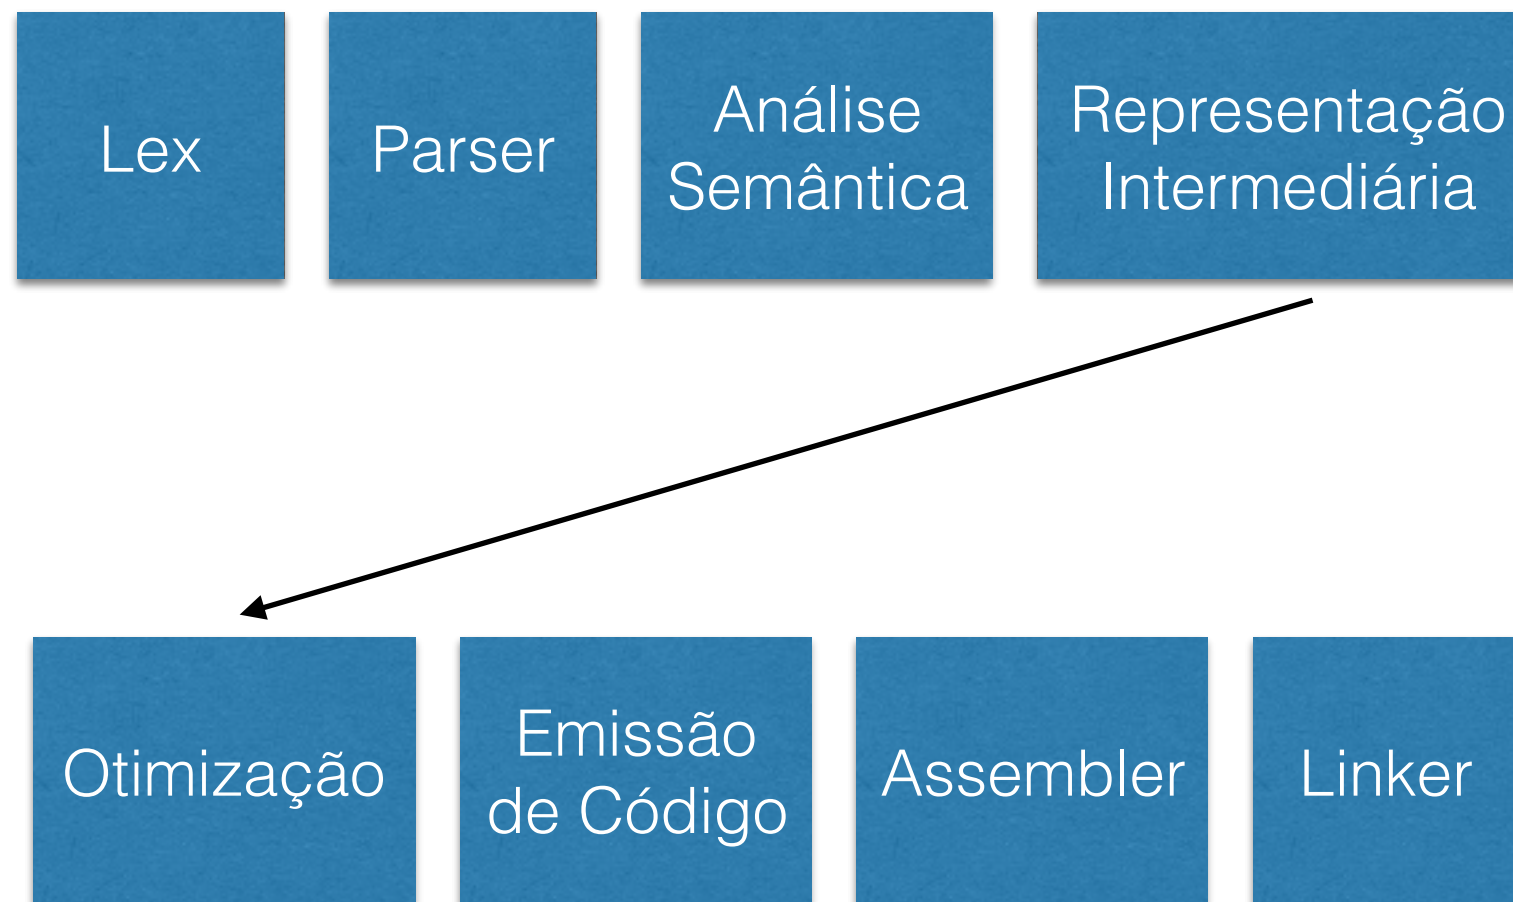 Lex
Parser
Análise
Semântica
Representação
Intermediária
Otimização
Emissão
de Código
Assembler
Linker